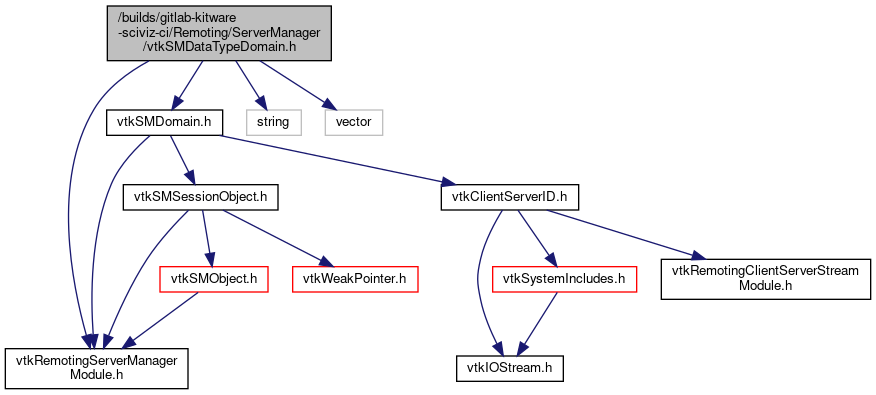 /builds/gitlab-kitware
-sciviz-ci/Remoting/ServerManager
/vtkSMDataTypeDomain.h
vtkSMDomain.h
string
vector
vtkSMSessionObject.h
vtkClientServerID.h
vtkSMObject.h
vtkWeakPointer.h
vtkSystemIncludes.h
vtkRemotingClientServerStream
Module.h
vtkRemotingServerManager
Module.h
vtkIOStream.h